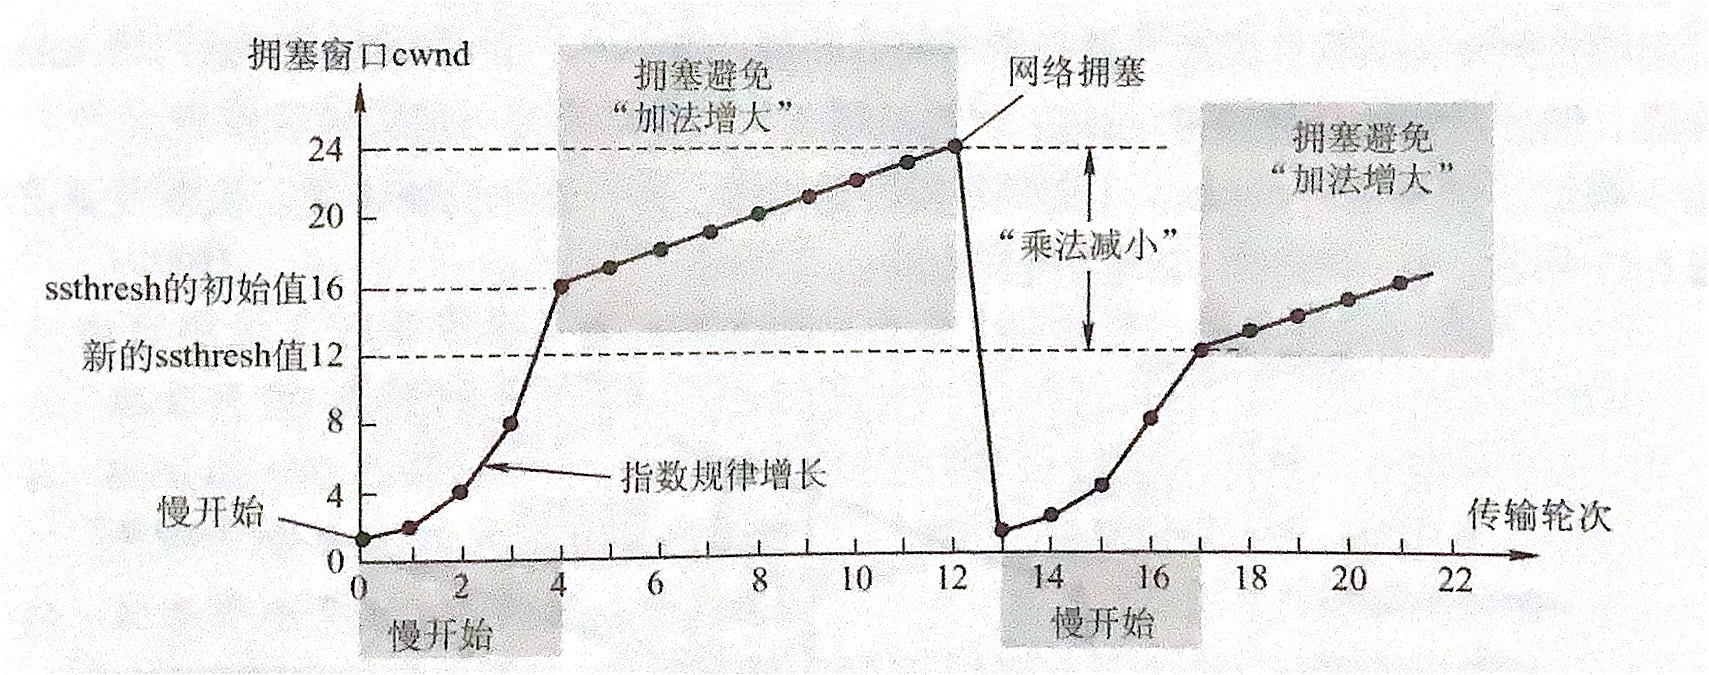 拥塞窗口cwnd
拥塞避免
“加法增大”
网络拥塞
拥塞避免
“加法增大”
24
20
“乘法减小”
ssthresh的初始值16
新的ssthresh值12
8
指数规律增长
4
慢开始
传输轮次
0
0 2 4 6 8 10 12 14 16 18 20 22
慢开始
慢开始